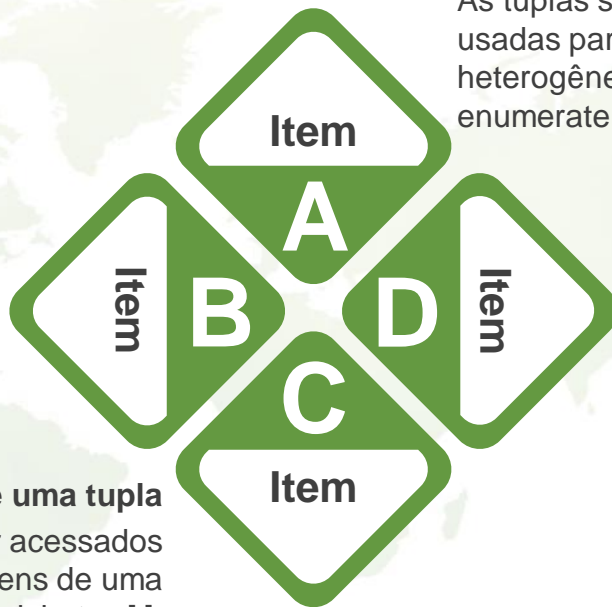 As tuplas s
usadas par
heterogêne
enumerate
Item
A
Item
B
D
Item
C
Item
e uma tupla
r acessados
ens de uma